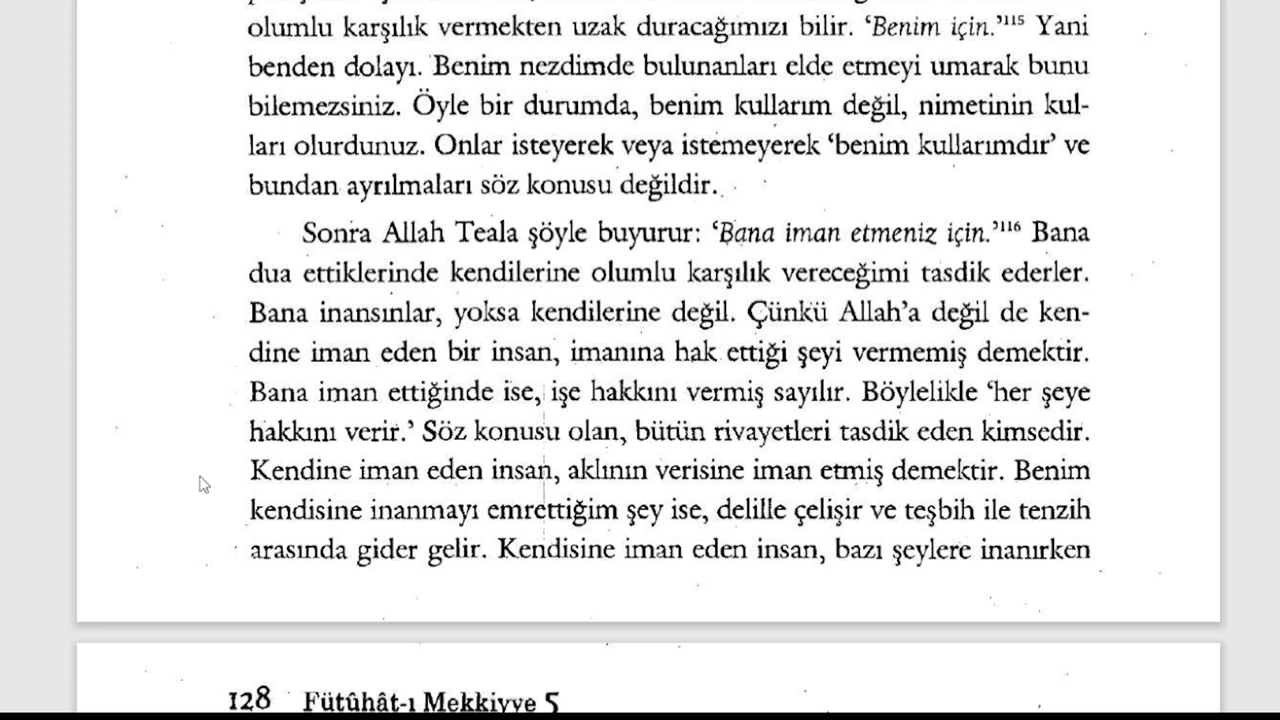 olumlu karşılık vermekten uzak duracağımızı bilir. ‘Benim için.’¹¹⁵ Yani
benden dolayı. Benim nezdimde bulunanları elde etmeyi umarak bunu
bilemezsiniz. Öyle bir durumda, benim kullarım değil, nimetinin kul-
ları olurdunuz. Onlar isteyerek veya istemeyerek ‘benim kullarımdır’ ve
bundan ayrılmaları söz konusu değildir.
Sonra Allah Teala şöyle buyurur: ‘Bana iman etmeniz için.’¹¹⁶ Bana
dua ettiklerinde kendilerine olumlu karşılık vereceğimi tasdik ederler.
Bana inansınlar, yoksa kendilerine değil. Çünkü Allah’a değil de ken-
dine iman eden bir insan, imanına hak ettiği şeyi vermemiş demektir.
Bana iman ettiğinde ise, işe hakkını vermiş sayılır. Böylelikle ‘her şeye
hakkını verir.’ Söz konusu olan, bütün rivayetleri tasdik eden kimsedir.
Kendine iman eden insan, aklının verisine iman etmiş demektir. Benim
kendisine inanmayı emrettiğim şey ise, delille çelişir ve teşbih ile tenzih
arasında gider gelir. Kendisine iman eden insan, bazı şeylere inanırken
128 Fütûhât-ı Mekkiyye 5